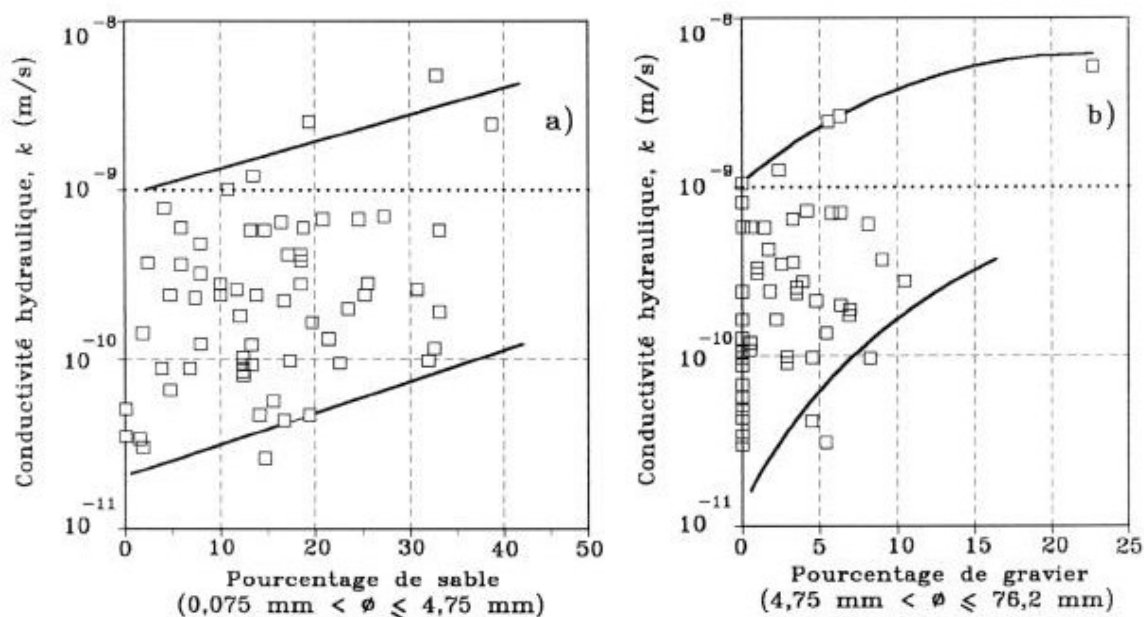 Conductivité hydraulique, k (m/s)
10^-8
10^-9
10^-10
10^-11
a)
0 10 20 30 40 50
Pourcentage de sable
(0,075 mm < ø ≤ 4,75 mm)
Conductivité hydraulique, k (m/s)
10^-8
10^-9
10^-10
10^-11
b)
0 5 10 15 20 25
Pourcentage de gravier
(4,75 mm < ø ≤ 76,2 mm)